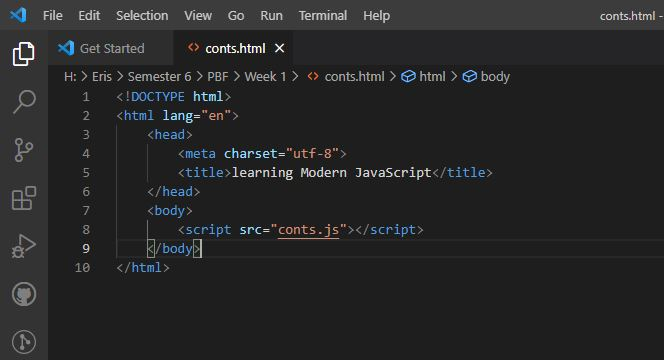 File Edit View Go Run Terminal Help conts.html -
Get Started conts.html
H: > Eris > Semester 6 > PBF > Week 1 > conts.html > html > body
1 <!DOCTYPE html>
2 <html lang="en">
3 <head>
4 <meta charset="utf-8">
5 <title>learning Modern JavaScript</title>
6 </head>
7 <body>
8 <script src="conts.js"></script>
9 </body>
10 </html>